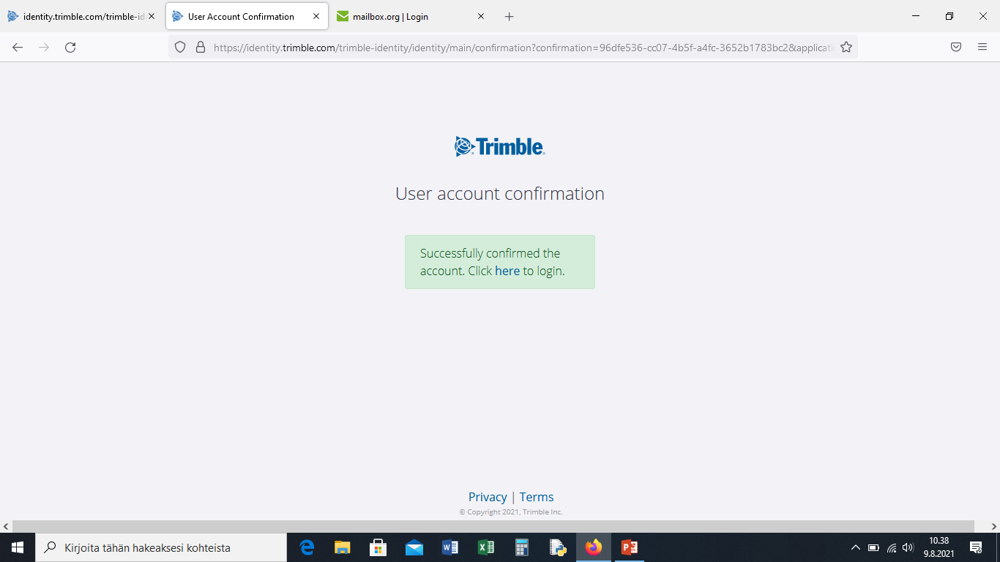 identity.trimble.com/trimble-ide
User Account Confirmation
mailbox.org | Login
https://identity.trimble.com/trimble-identity/identity/main/confirmation?confirmation=96dfe536-cc07-4b5f-a4fc-3652b1783bc2&applicatio
Trimble
User account confirmation
Successfully confirmed the
account. Click here to login.
Privacy | Terms
© Copyright 2021, Trimble Inc.
Kirjoita tähän hakeaksesi kohteista
10.38
9.8.2021